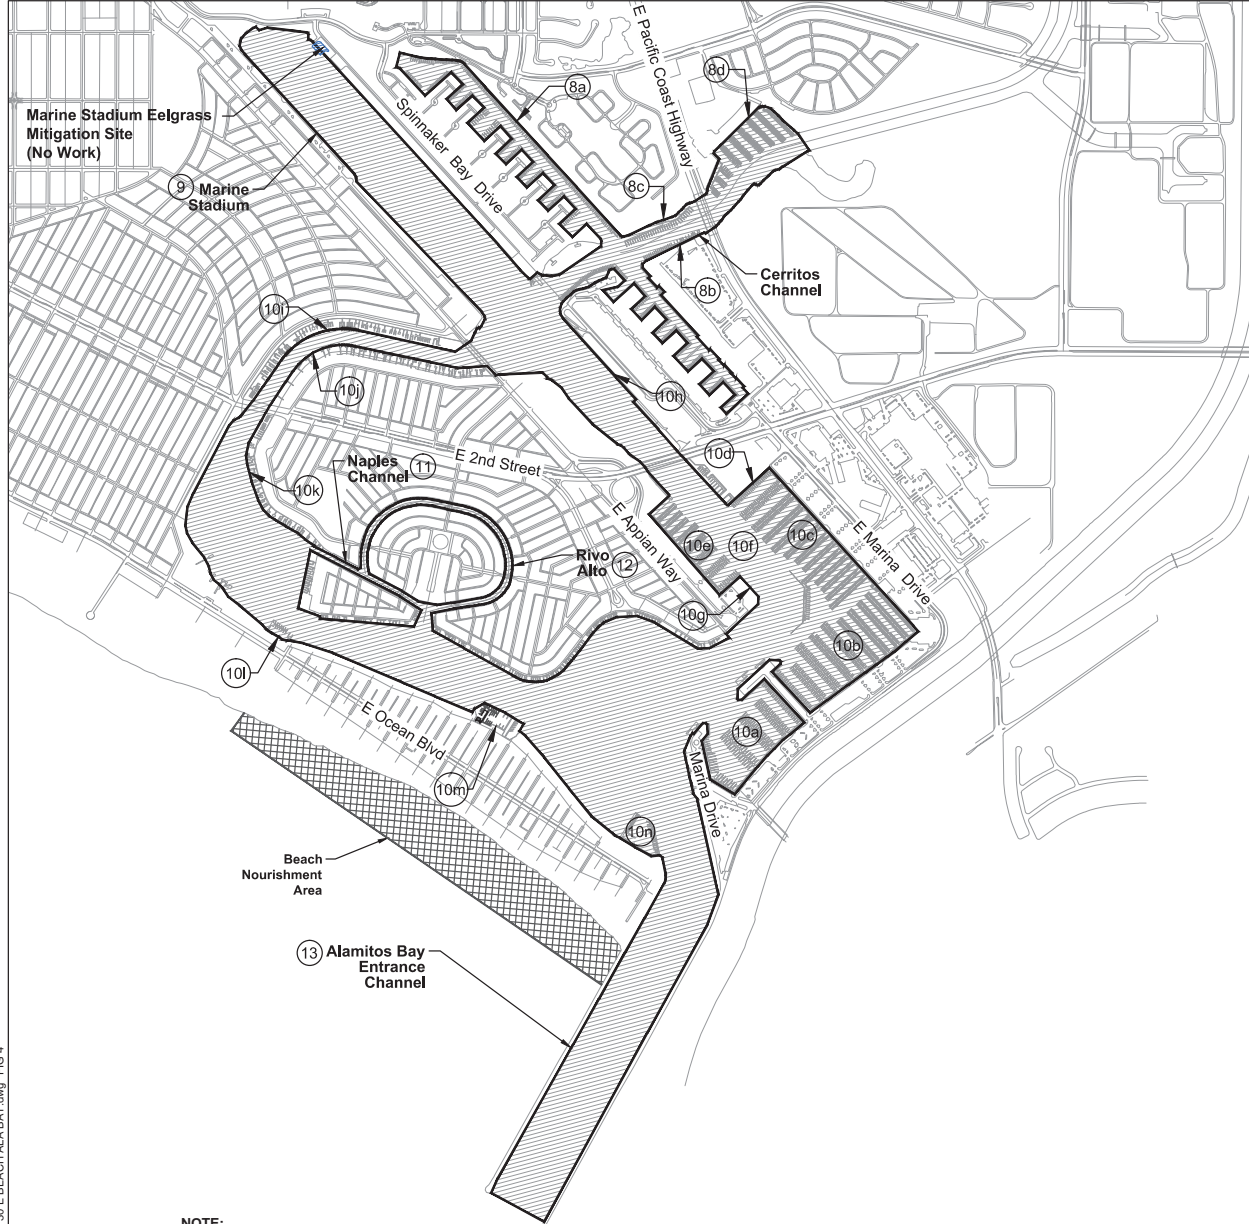 E Pacific Coast Highway
8a
8d
Marine Stadium Eelgrass
Mitigation Site
(No Work)
Spinnaker Bay Drive
9 Marine
Stadium
8c
8b
Cerritos
Channel
10i
10j
10h
E 2nd Street
10d
Naples
Channel 11
10k
E Appian Way
10e
10f
10c
E Marina Drive
Rivo
Alto 12
10g
10b
10l
10a
E Ocean Blvd
10m
Marina Drive
10n
Beach
Nourishment
Area
13 Alamitos Bay
Entrance
Channel
NOTE: